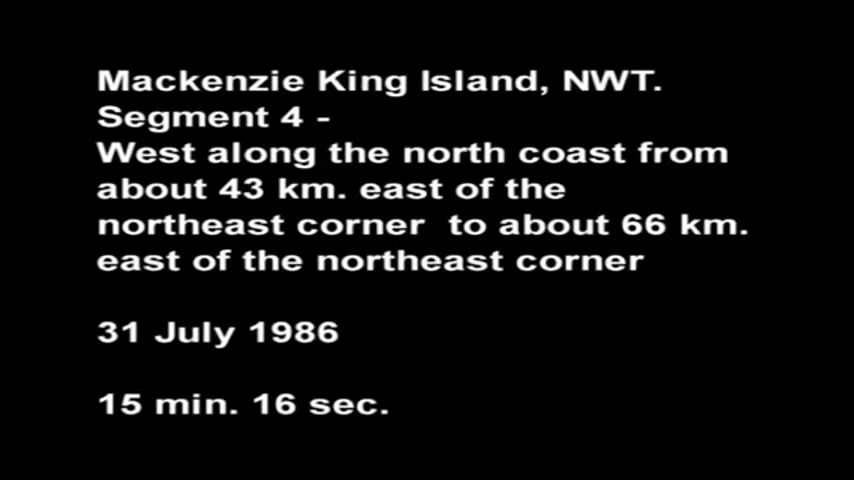 Mackenzie King Island, NWT.
Segment 4 -
West along the north coast from
about 43 km. east of the
northeast corner  to about 66 km.
east of the northeast corner
31 July 1986
15 min. 16 sec.